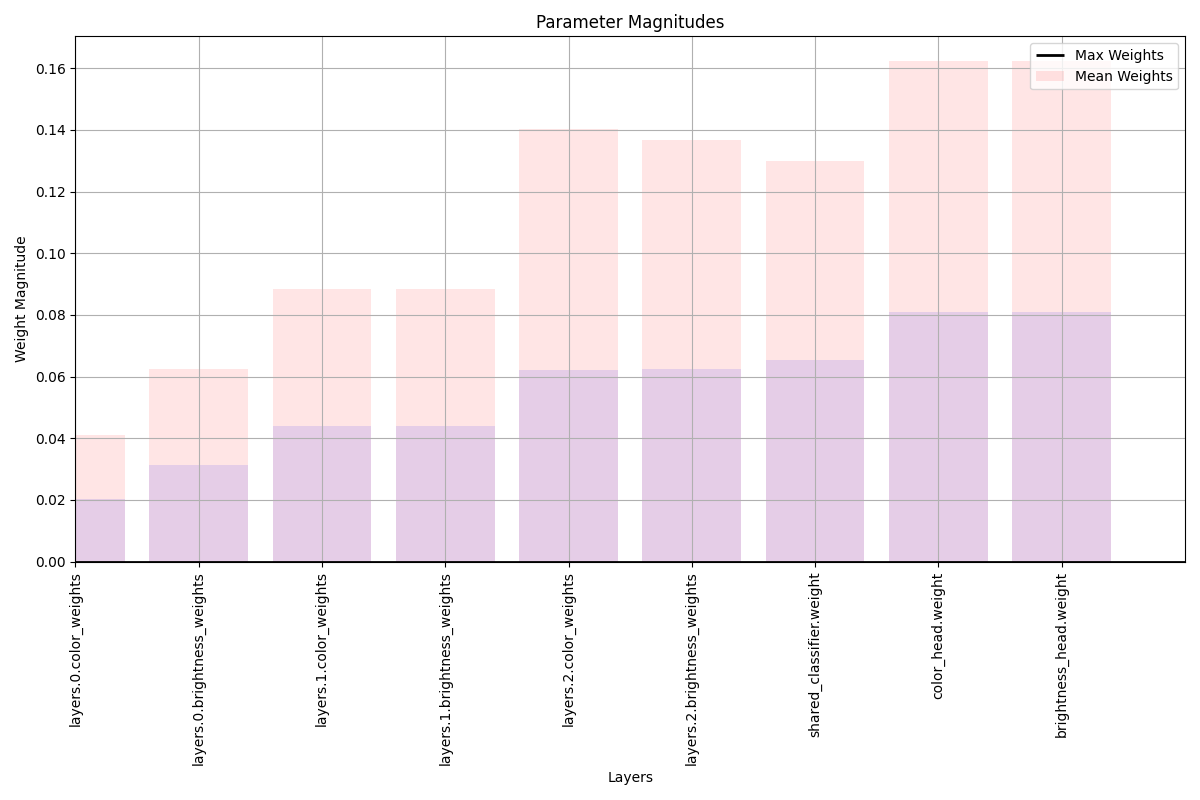 Parameter Magnitudes
Max Weights
Mean Weights
Weight Magnitude
0.16
0.14
0.12
0.10
0.08
0.06
0.04
0.02
0.00
layers.0.color_weights
layers.0.brightness_weights
layers.1.color_weights
layers.1.brightness_weights
layers.2.color_weights
layers.2.brightness_weights
shared_classifier.weight
color_head.weight
brightness_head.weight
Layers